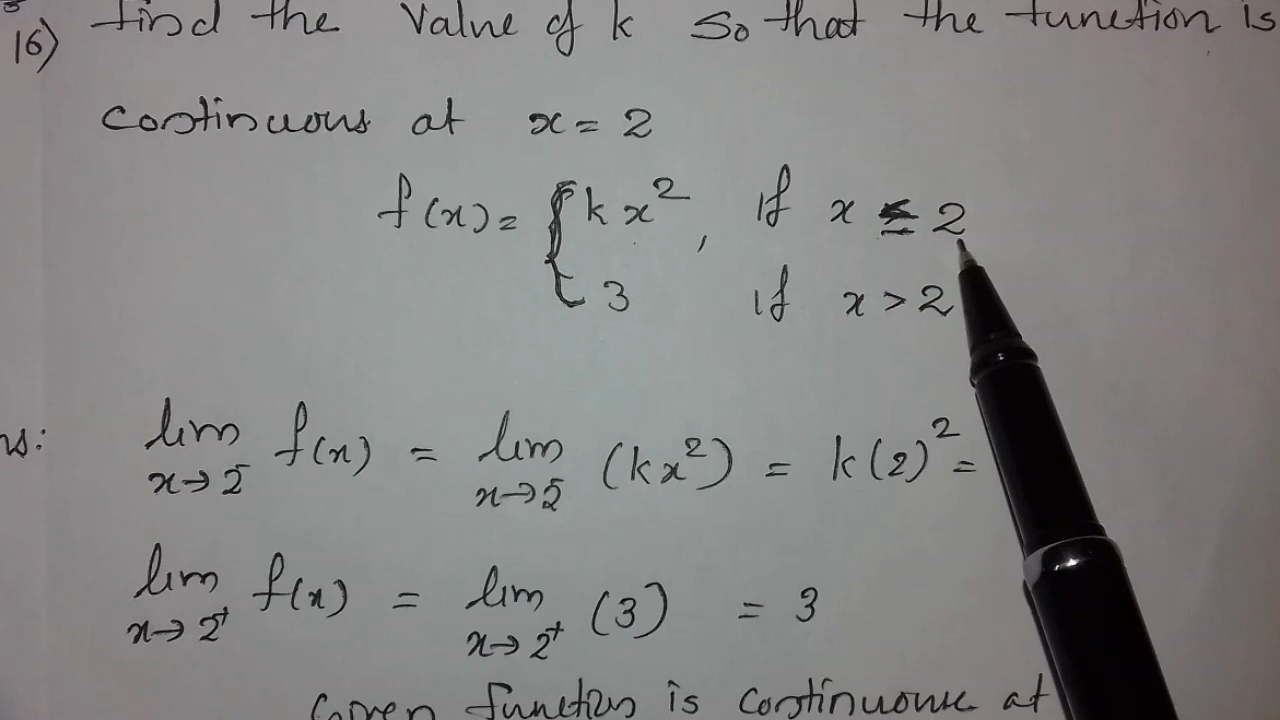 16) find the value of k so that the function is
continuous at x = 2
f(x) = { kx², if x ≤ 2
3 if x > 2
lim x→2⁻ f(x) = lim x→2⁻ (kx²) = k(2)² =
lim x→2⁺ f(x) = lim x→2⁺ (3) = 3
Given function is continuous at